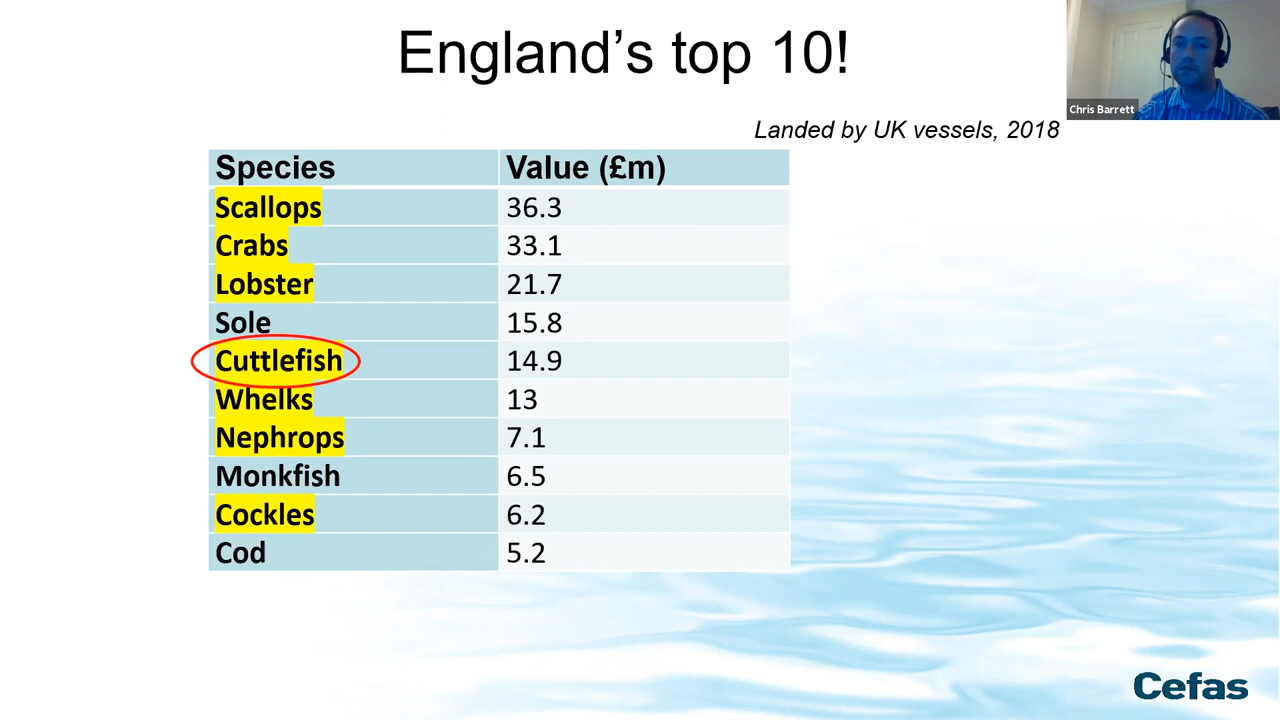 England's top 10!
Chris Barrett
Landed by UK vessels, 2018
Species Value (£m)
Scallops 36.3
Crabs 33.1
Lobster 21.7
Sole 15.8
Cuttlefish 14.9
Whelks 13
Nephrops 7.1
Monkfish 6.5
Cockles 6.2
Cod 5.2
Cefas